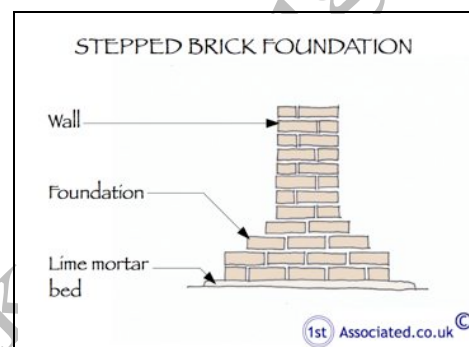 STEPPED BRICK FOUNDATION
Wall
Foundation
Lime mortar
bed
1st Associated.co.uk ©